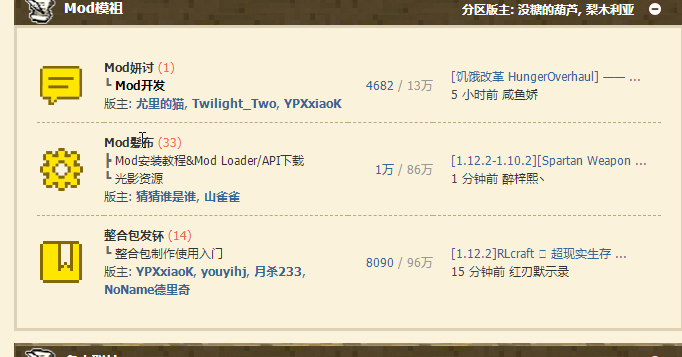 Mod模组
分区版主: 没糖的葫芦, 梨木利亚
Mod研讨 (1)
┗ Mod开发
版主: 尤里的猫, Twilight_Two, YPXxiaoK
4682 / 13万
[饥饿改革 HungerOverhaul] —— ...
5 小时前 咸鱼娇
Mod发布 (33)
┣ Mod安装教程&Mod Loader/API下载
┗ 光影资源
版主: 猜猜谁是谁, 山雀雀
1万 / 86万
[1.12.2-1.10.2][Spartan Weapon ...
1 分钟前 醉梓熙丶
整合包发布 (14)
┗ 整合包制作使用入门
版主: YPXxiaoK, youyihj, 月杀233,
NoName德里奇
8090 / 96万
[1.12.2]RLcraft 超现实生存 ...
15 分钟前 红刃默示录